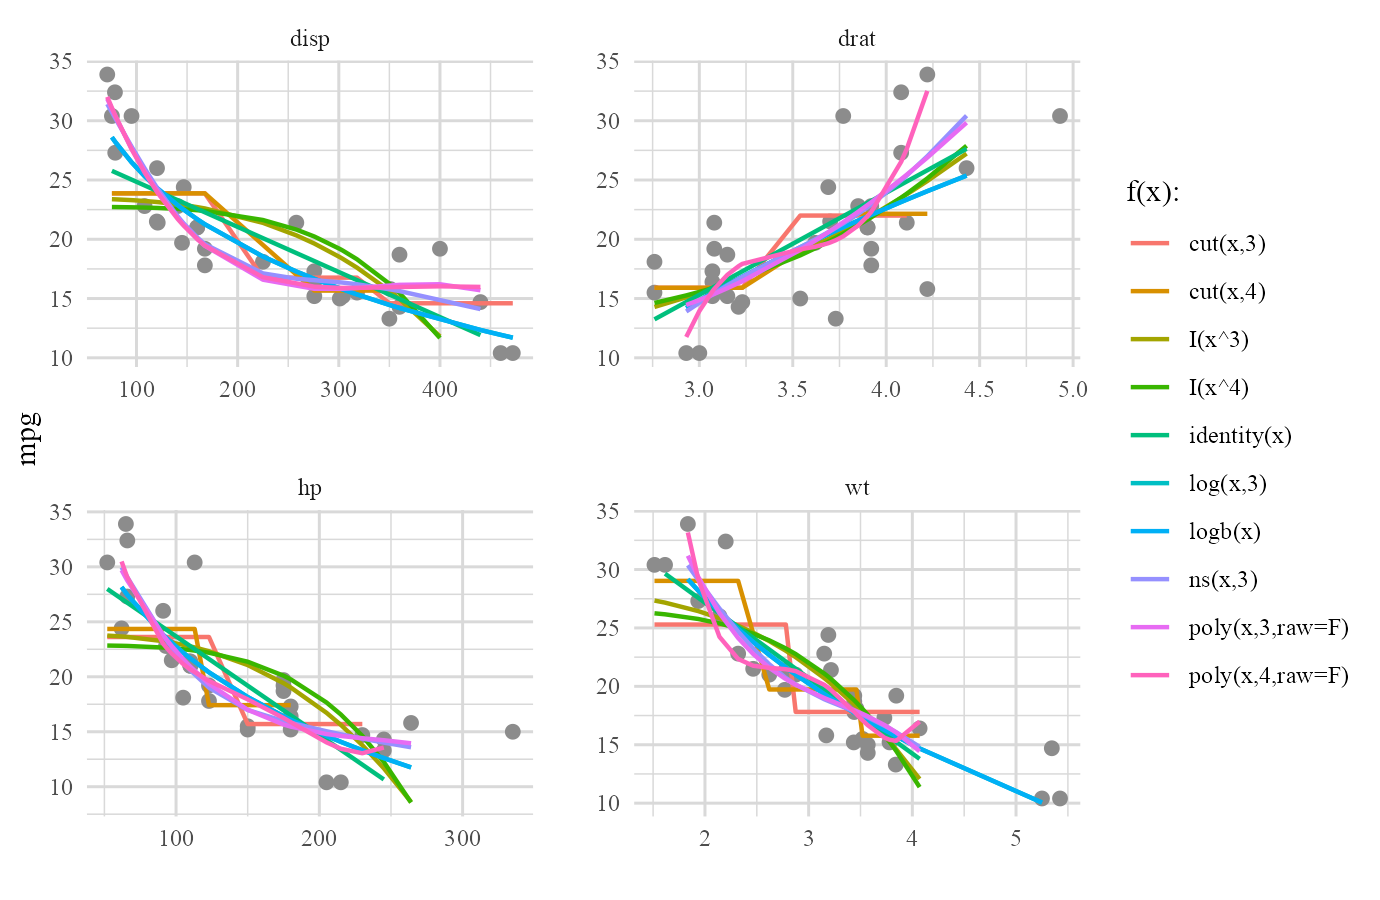 disp
drat
35
30
25
20
15
10
100
200
300
400
35
30
25
20
15
10
3.0
3.5
4.0
4.5
5.0
mpg
hp
wt
35
30
25
20
15
10
100
200
300
35
30
25
20
15
10
2
3
4
5
f(x):
cut(x,3)
cut(x,4)
I(x^3)
I(x^4)
identity(x)
log(x,3)
logb(x)
ns(x,3)
poly(x,3,raw=F)
poly(x,4,raw=F)